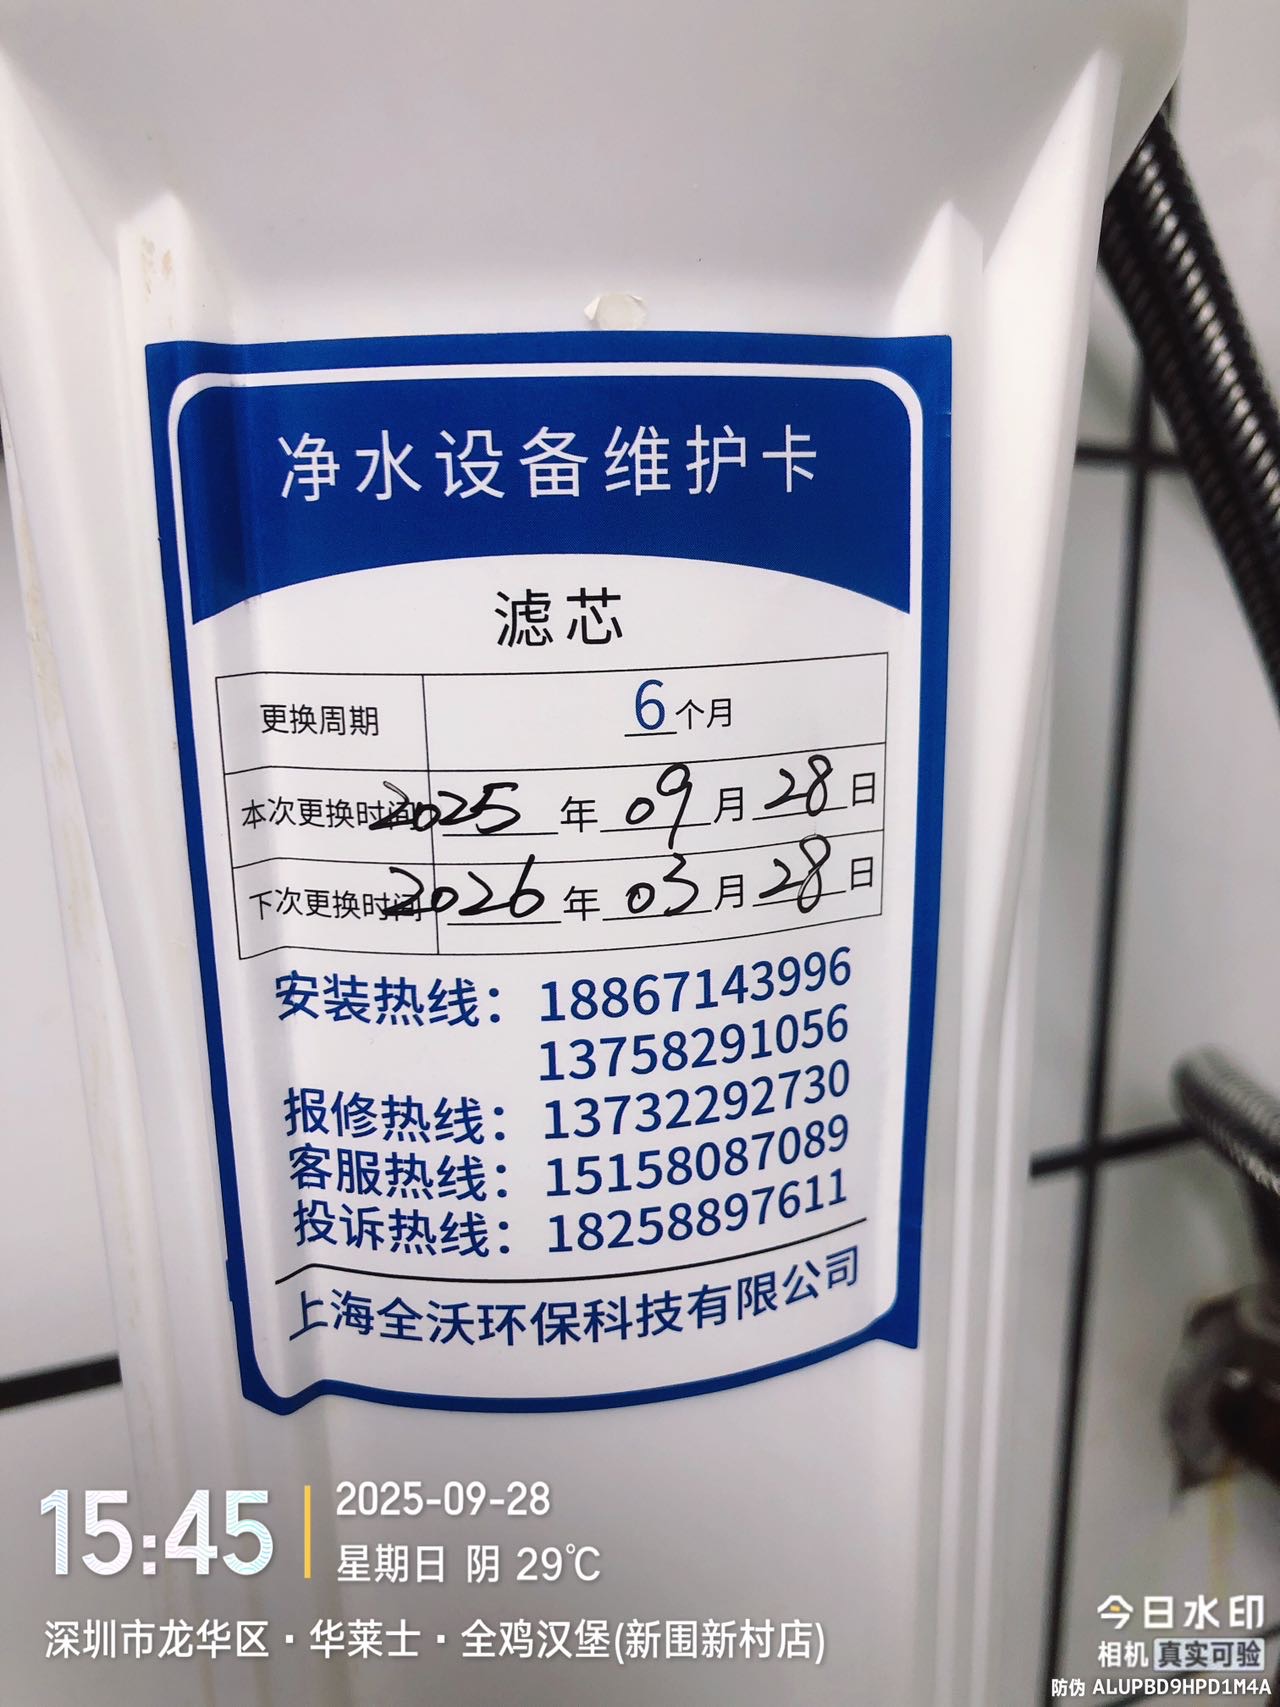 净水设备维护卡
滤芯
更换周期 6个月
本次更换时间 2025年09月28日
下次更换时间 2026年03月28日
安装热线：18867143996
13758291056
报修热线：13732292730
客服热线：15158087089
投诉热线：18258897611
上海全沃环保科技有限公司
15:45
2025-09-28
星期日 阴 29℃
深圳市龙华区·华莱士·全鸡汉堡(新围新村店)
今日水印
相机 真实可验
防伪 ALUPBD9HPD1M4A